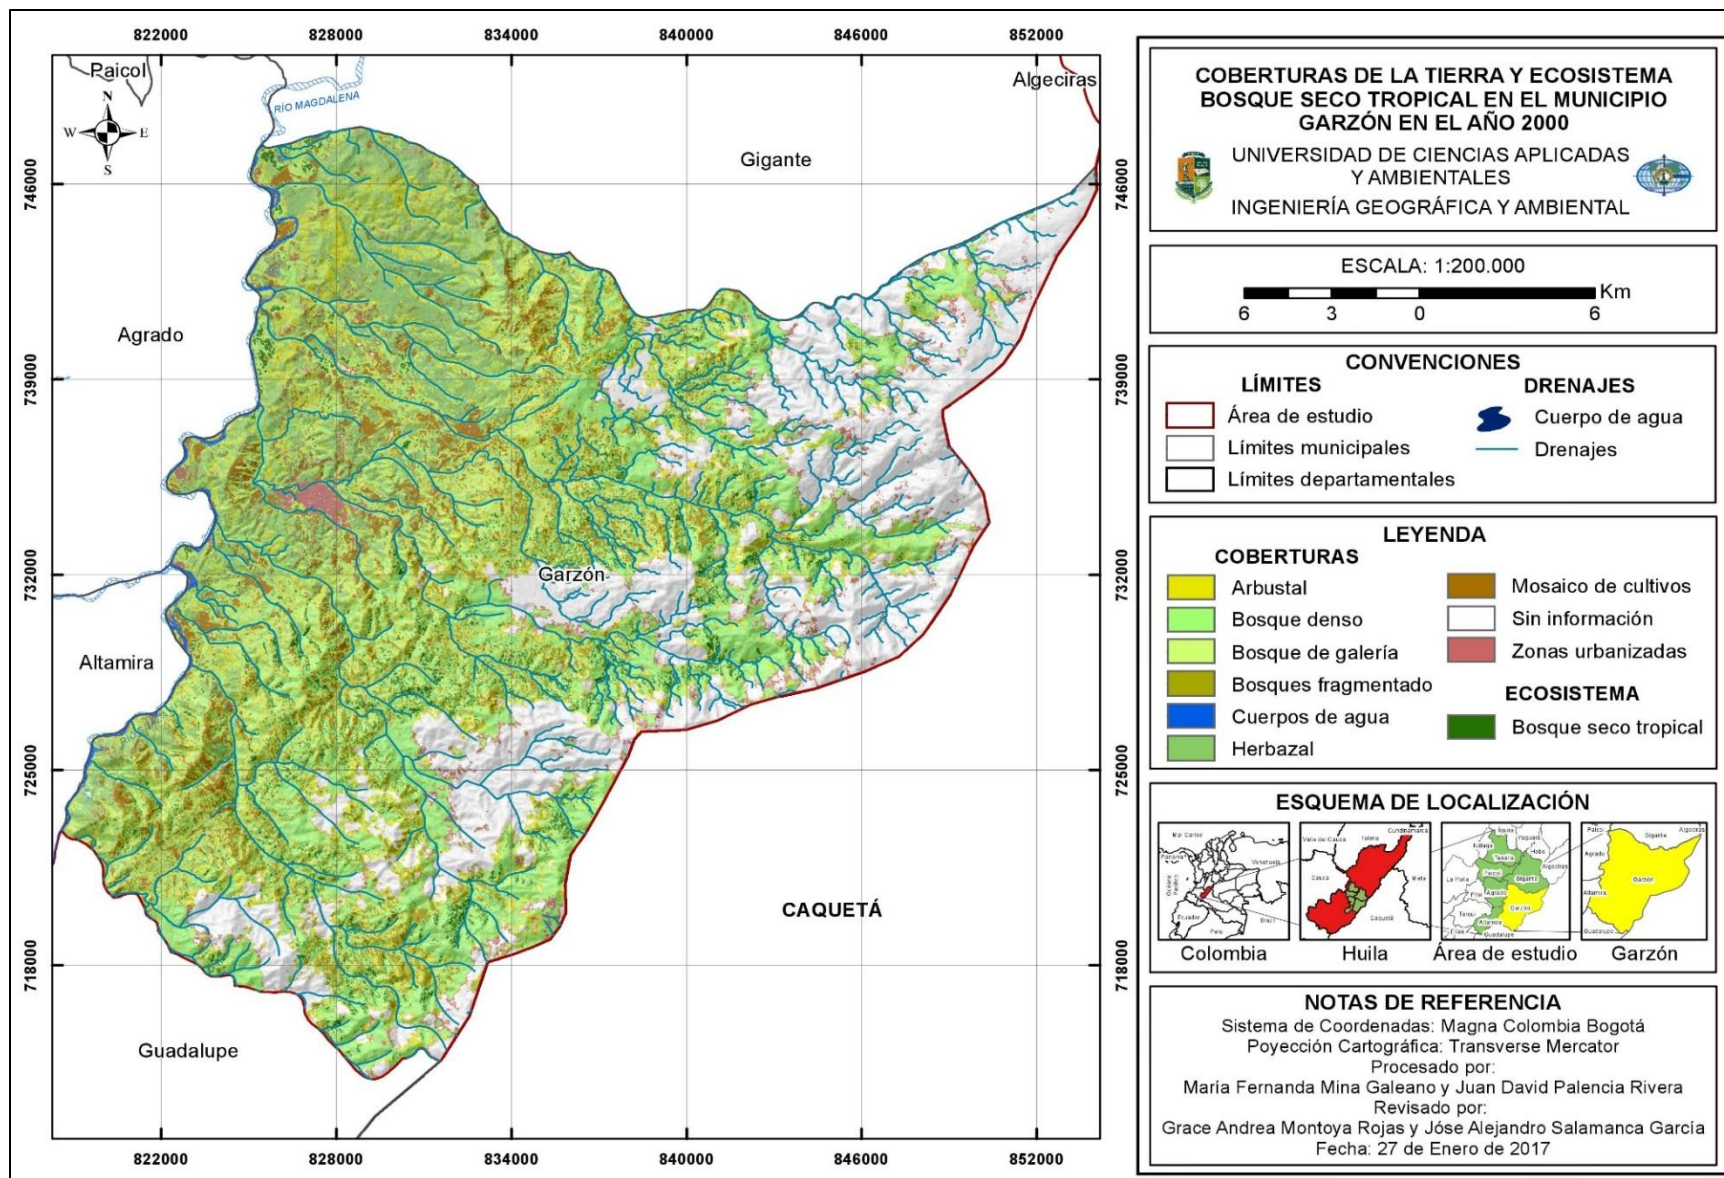 822000 828000 834000 840000 846000 852000
Paicol
Algeciras
N
W E
S
RÍO MAGDALENA
Gigante
Agrado
Garzón
Altamira
CAQUETÁ
Guadalupe
746000 746000
739000 739000
732000 732000
725000 725000
718000 718000
822000 828000 834000 840000 846000 852000
COBERTURAS DE LA TIERRA Y ECOSISTEMA
BOSQUE SECO TROPICAL EN EL MUNICIPIO
GARZÓN EN EL AÑO 2000
UNIVERSIDAD DE CIENCIAS APLICADAS
Y AMBIENTALES
INGENIERÍA GEOGRÁFICA Y AMBIENTAL
ESCALA: 1:200.000
Km
6 3 0 6
CONVENCIONES
LÍMITES
Área de estudio
Límites municipales
Límites departamentales
DRENAJES
Cuerpo de agua
Drenajes
LEYENDA
COBERTURAS
Arbustal
Bosque denso
Bosque de galería
Bosques fragmentado
Cuerpos de agua
Herbazal
Mosaico de cultivos
Sin información
Zonas urbanizadas
ECOSISTEMA
Bosque seco tropical
ESQUEMA DE LOCALIZACIÓN
Colombia Huila Área de estudio Garzón
NOTAS DE REFERENCIA
Sistema de Coordenadas: Magna Colombia Bogotá
Poyección Cartográfica: Transverse Mercator
Procesado por:
María Fernanda Mina Galeano y Juan David Palencia Rivera
Revisado por:
Grace Andrea Montoya Rojas y Jóse Alejandro Salamanca García
Fecha: 27 de Enero de 2017